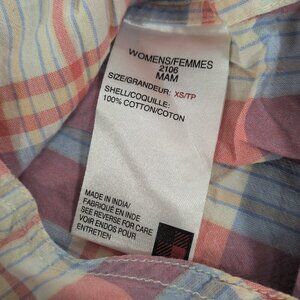 WOMENS/FEMMES
2106
MAM
SIZE/GRANDEUR: XS/TP
SHELL/COQUILLE:
100% COTTON/COTON
MADE IN INDIA/
FABRIQUÉ EN INDE
SEE REVERSE FOR CARE
VOIR ENDOS POUR
ENTRETIEN